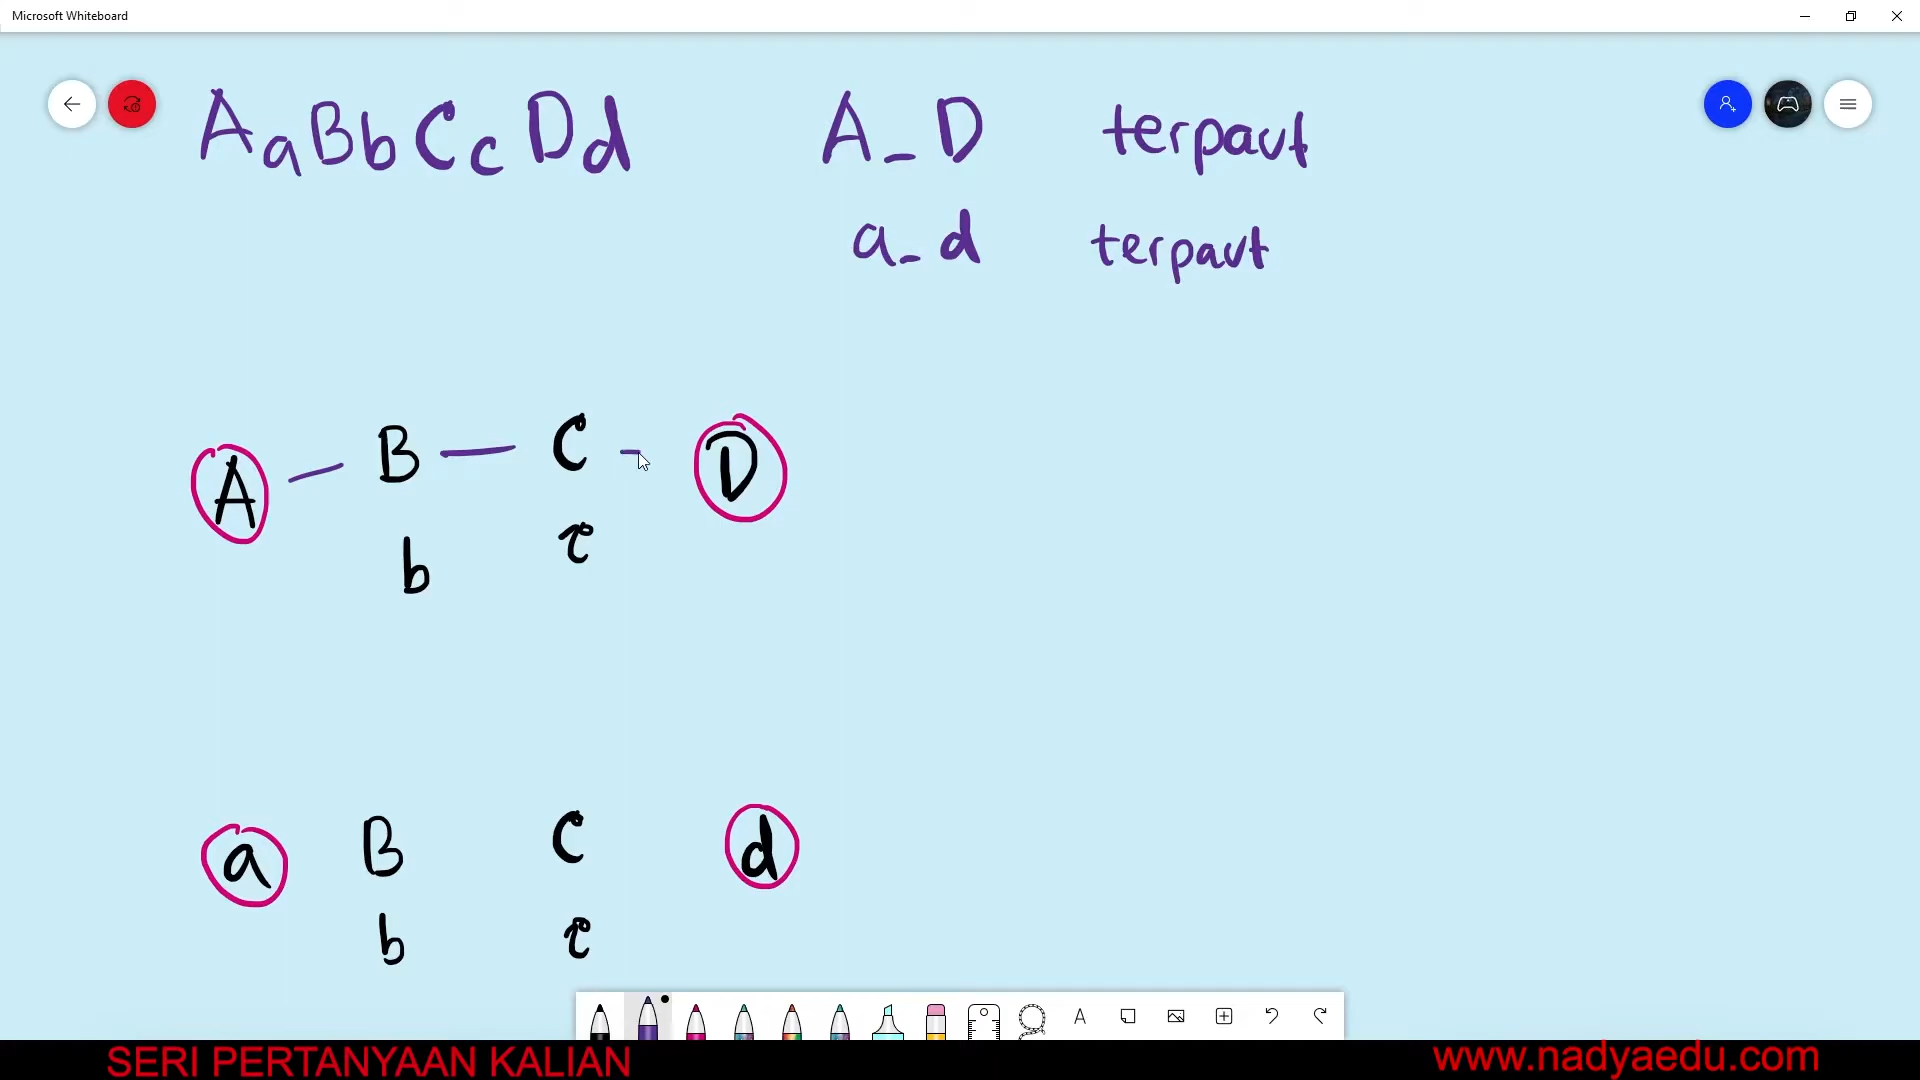 Microsoft Whiteboard
AaBbCcDd A_D terpaut
a_d terpaut
A - B - C - D
b c
a B C d
b c
A
SERI PERTANYAAN KALIAN www.nadyaedu.com